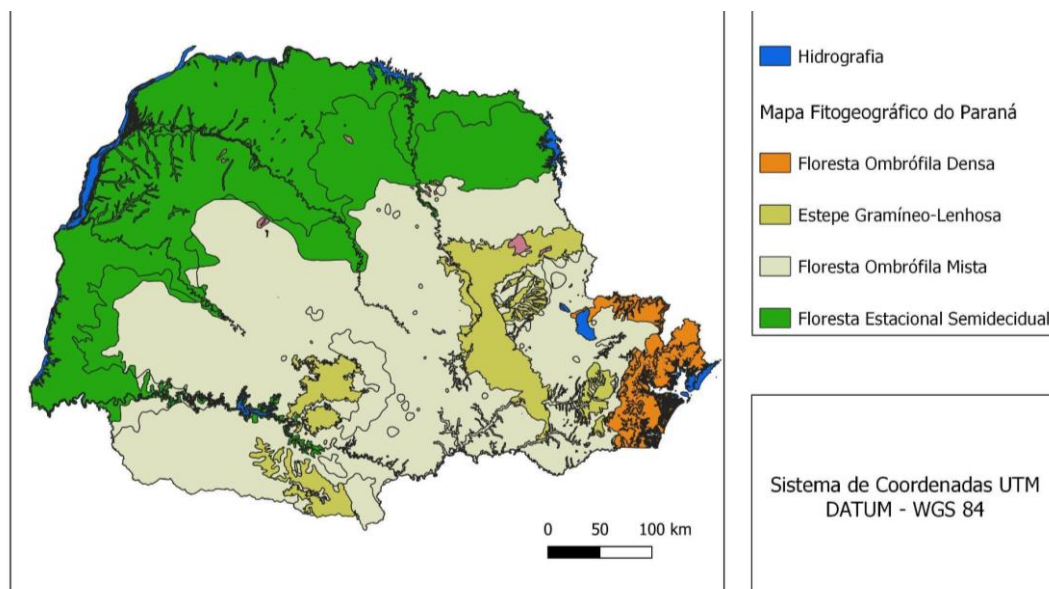 Hidrografia
Mapa Fitogeográfico do Paraná
Floresta Ombrófila Densa
Estepe Gramíneo-Lenhosa
Floresta Ombrófila Mista
Floresta Estacional Semidecidual
Sistema de Coordenadas UTM
DATUM - WGS 84
0 50 100 km